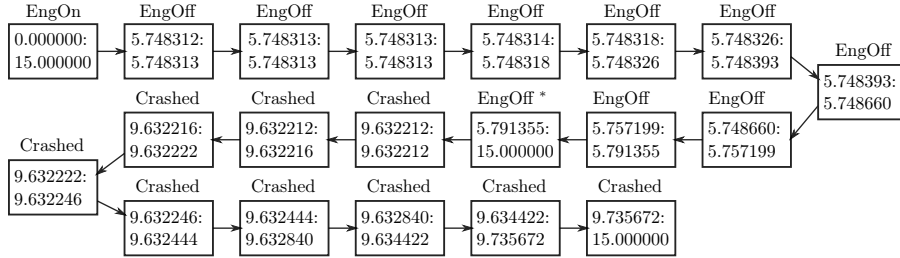 EngOn
0.000000:
15.000000
EngOff
5.748312:
5.748313
EngOff
5.748313:
5.748313
EngOff
5.748313:
5.748313
EngOff
5.748314:
5.748318
EngOff
5.748318:
5.748326
EngOff
5.748326:
5.748393
EngOff
5.748393:
5.748660
EngOff
5.748660:
5.757199
EngOff
5.757199:
5.791355
EngOff *
5.791355:
15.000000
Crashed
9.632212:
9.632212
Crashed
9.632212:
9.632216
Crashed
9.632216:
9.632222
Crashed
9.632222:
9.632246
Crashed
9.632246:
9.632444
Crashed
9.632444:
9.632840
Crashed
9.632840:
9.634422
Crashed
9.634422:
9.735672
Crashed
9.735672:
15.000000